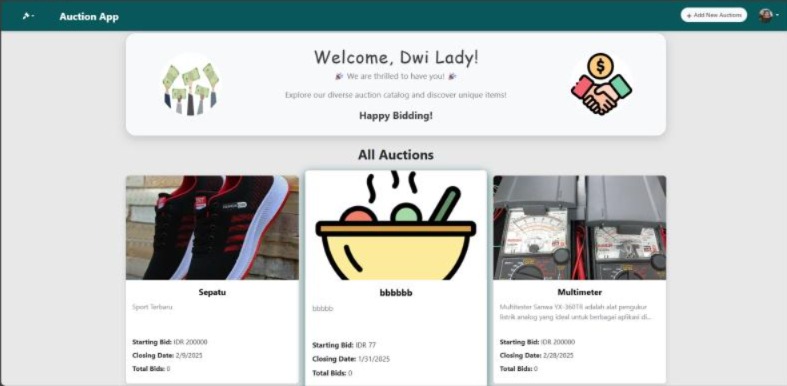 Auction App
+ Add New Auctions
Welcome, Dwi Lady!
🎉 We are thrilled to have you! 🎉
Explore our diverse auction catalog and discover unique items!
Happy Bidding!
All Auctions
Sepatu
Sport Terbaru
Starting Bid: IDR 200000
Closing Date: 2/9/2025
Total Bids: 0
bbbbbb
bbbbb
Starting Bid: IDR 77
Closing Date: 1/31/2025
Total Bids: 0
Multimeter
Multitester Sanwa YX-360TR adalah alat pengukur
listrik analog yang ideal untuk berbagai aplikasi di...
Starting Bid: IDR 200000
Closing Date: 2/28/2025
Total Bids: 0